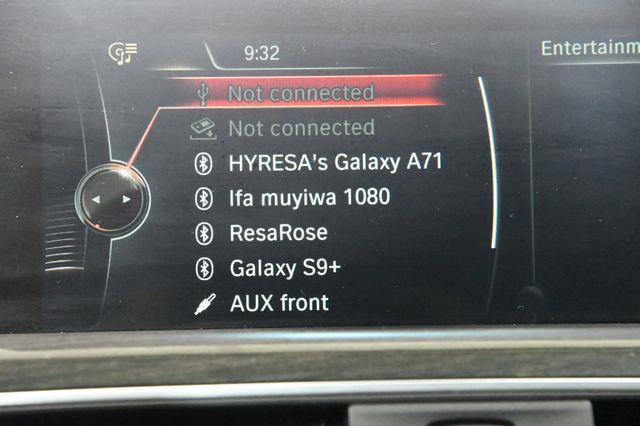 9:32
Entertainm
Not connected
Not connected
HYRESA's Galaxy A71
Ifa muyiwa 1080
ResaRose
Galaxy S9+
AUX front